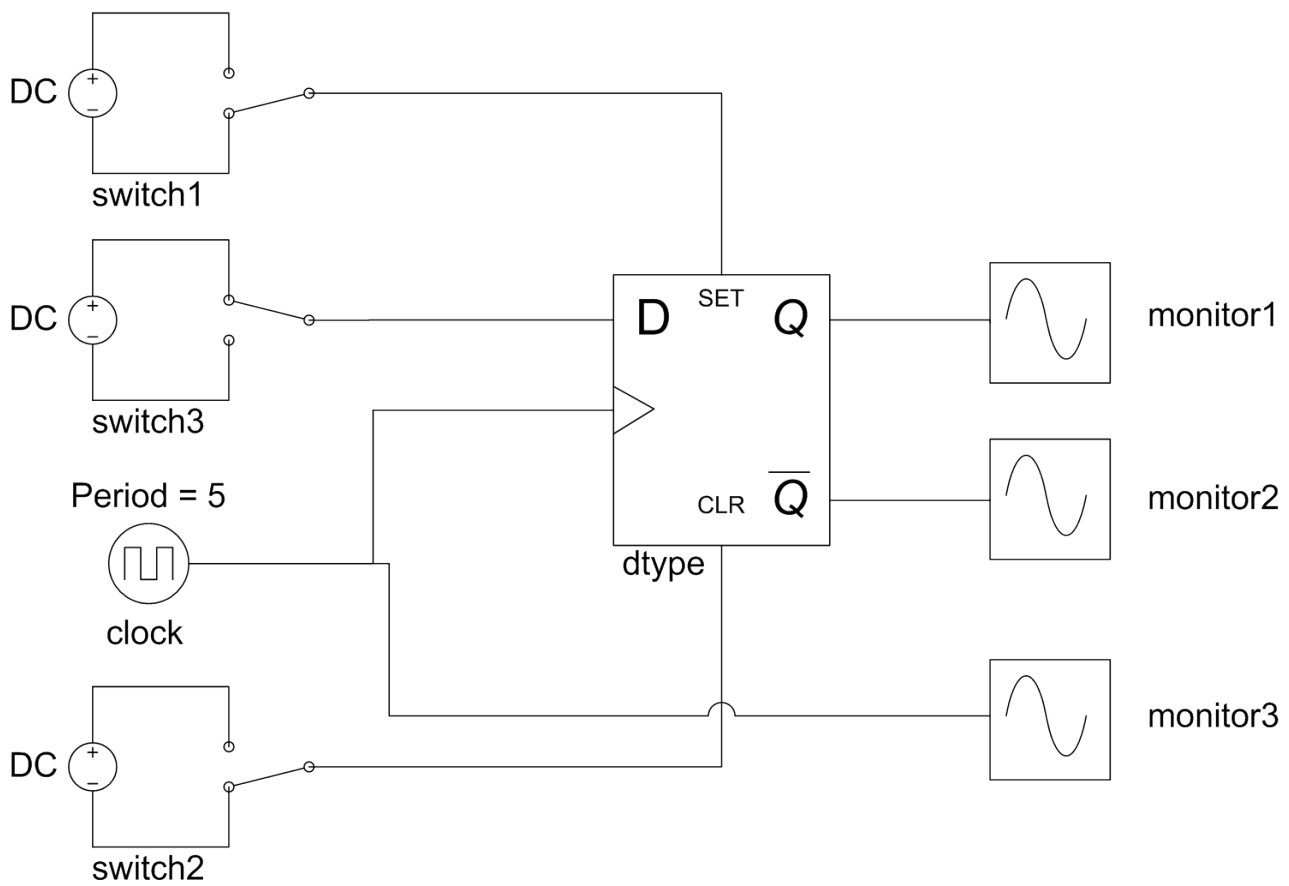 DC
+
−
switch1
DC
+
−
switch3
D
SET
Q
CLR
Q̅
dtype
monitor1
monitor2
Period = 5
clock
monitor3
DC
+
−
switch2